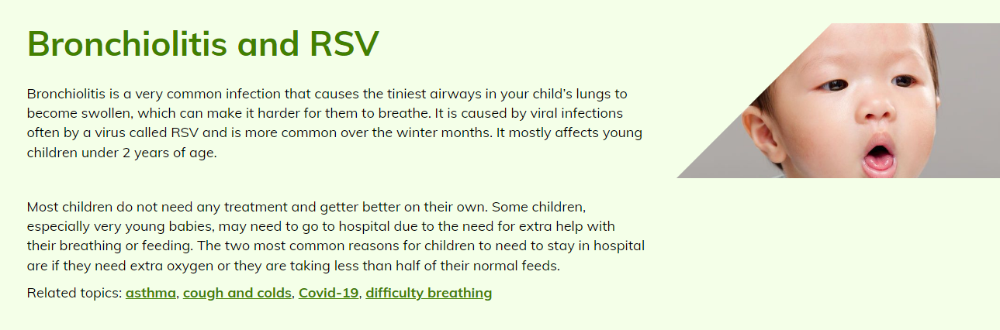 Bronchiolitis and RSV
Bronchiolitis is a very common infection that causes the tiniest airways in your child’s lungs to
become swollen, which can make it harder for them to breathe. It is caused by viral infections
often by a virus called RSV and is more common over the winter months. It mostly affects young
children under 2 years of age.
Most children do not need any treatment and getter better on their own. Some children,
especially very young babies, may need to go to hospital due to the need for extra help with
their breathing or feeding. The two most common reasons for children to need to stay in hospital
are if they need extra oxygen or they are taking less than half of their normal feeds.
Related topics: asthma, cough and colds, Covid-19, difficulty breathing